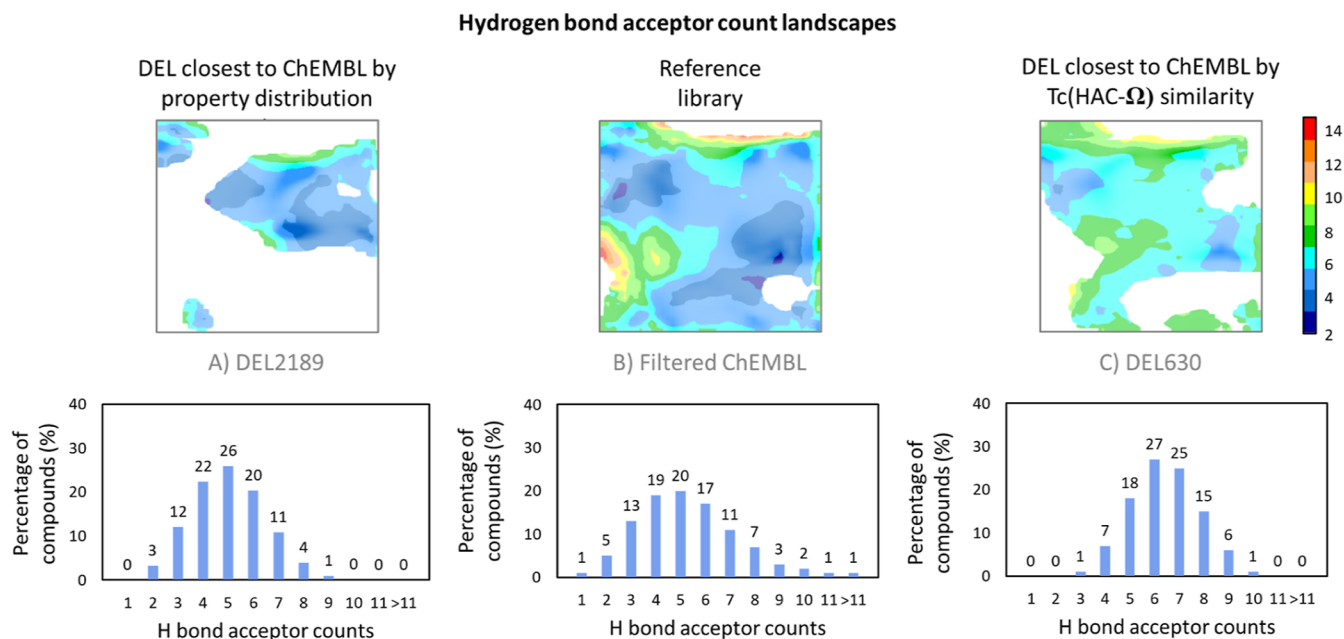 Hydrogen bond acceptor count landscapes
DEL closest to ChEMBL by
property distribution
Reference
library
DEL closest to ChEMBL by
Tc(HAC-Ω) similarity
14
12
10
8
6
4
2
A) DEL2189
B) Filtered ChEMBL
C) DEL630
Percentage of
compounds (%)
40
30
20
10
0
0
3
12
22
26
20
11
4
1
0
0
0
1 2 3 4 5 6 7 8 9 10 11 >11
H bond acceptor counts
Percentage of
compounds (%)
40
30
20
10
0
1
5
13
19
20
17
11
7
3
2
1
1
1 2 3 4 5 6 7 8 9 10 11 >11
H bond acceptor counts
Percentage of
compounds (%)
40
30
20
10
0
0
0
1
7
18
27
25
15
6
1
0
0
1 2 3 4 5 6 7 8 9 10 11 >11
H bond acceptor counts